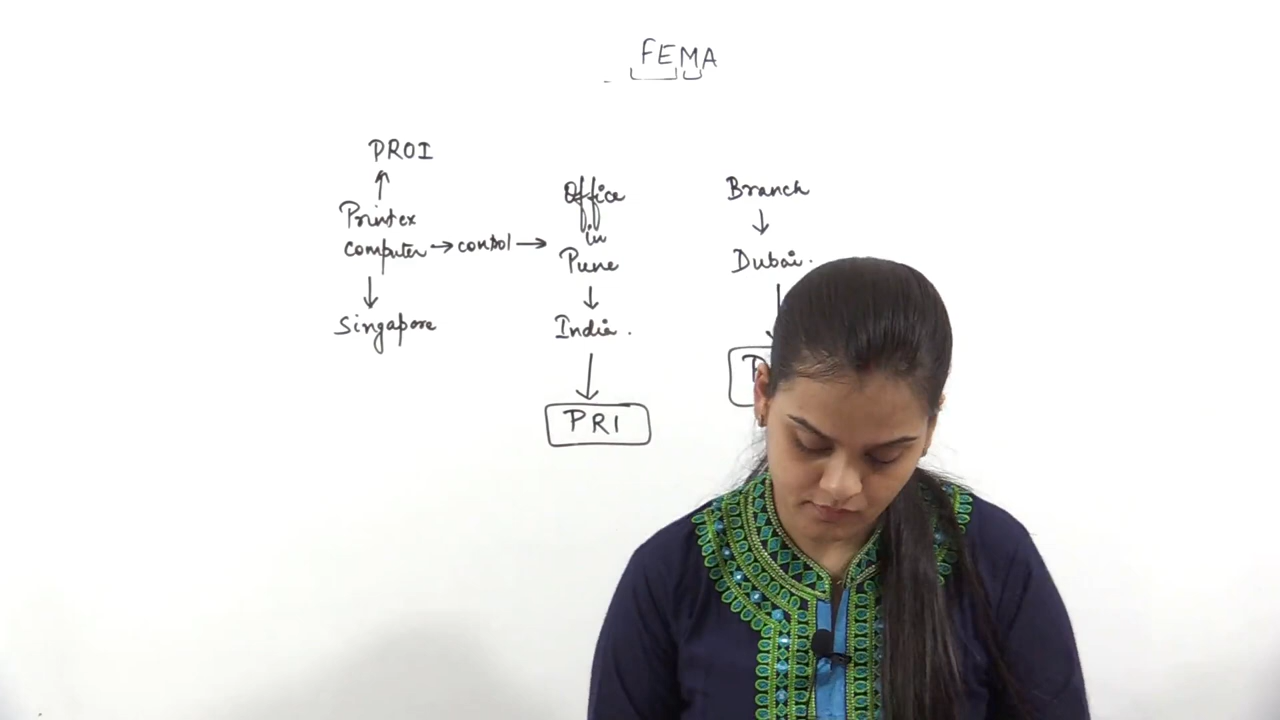 FEMA
PROI
Printex
computer → control →
Singapore
Office
in
Pune
India.
PRI
Branch
Dubai.